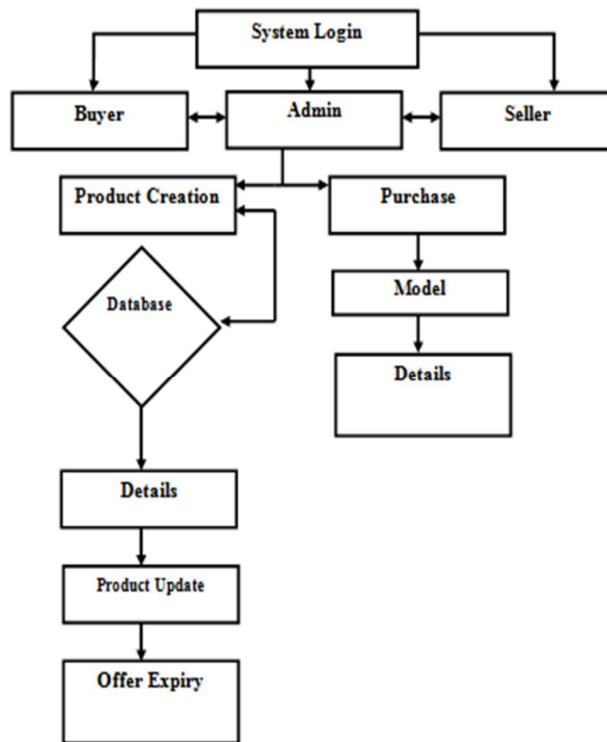 System Login
Buyer
Admin
Seller
Product Creation
Purchase
Database
Model
Details
Details
Product Update
Offer Expiry